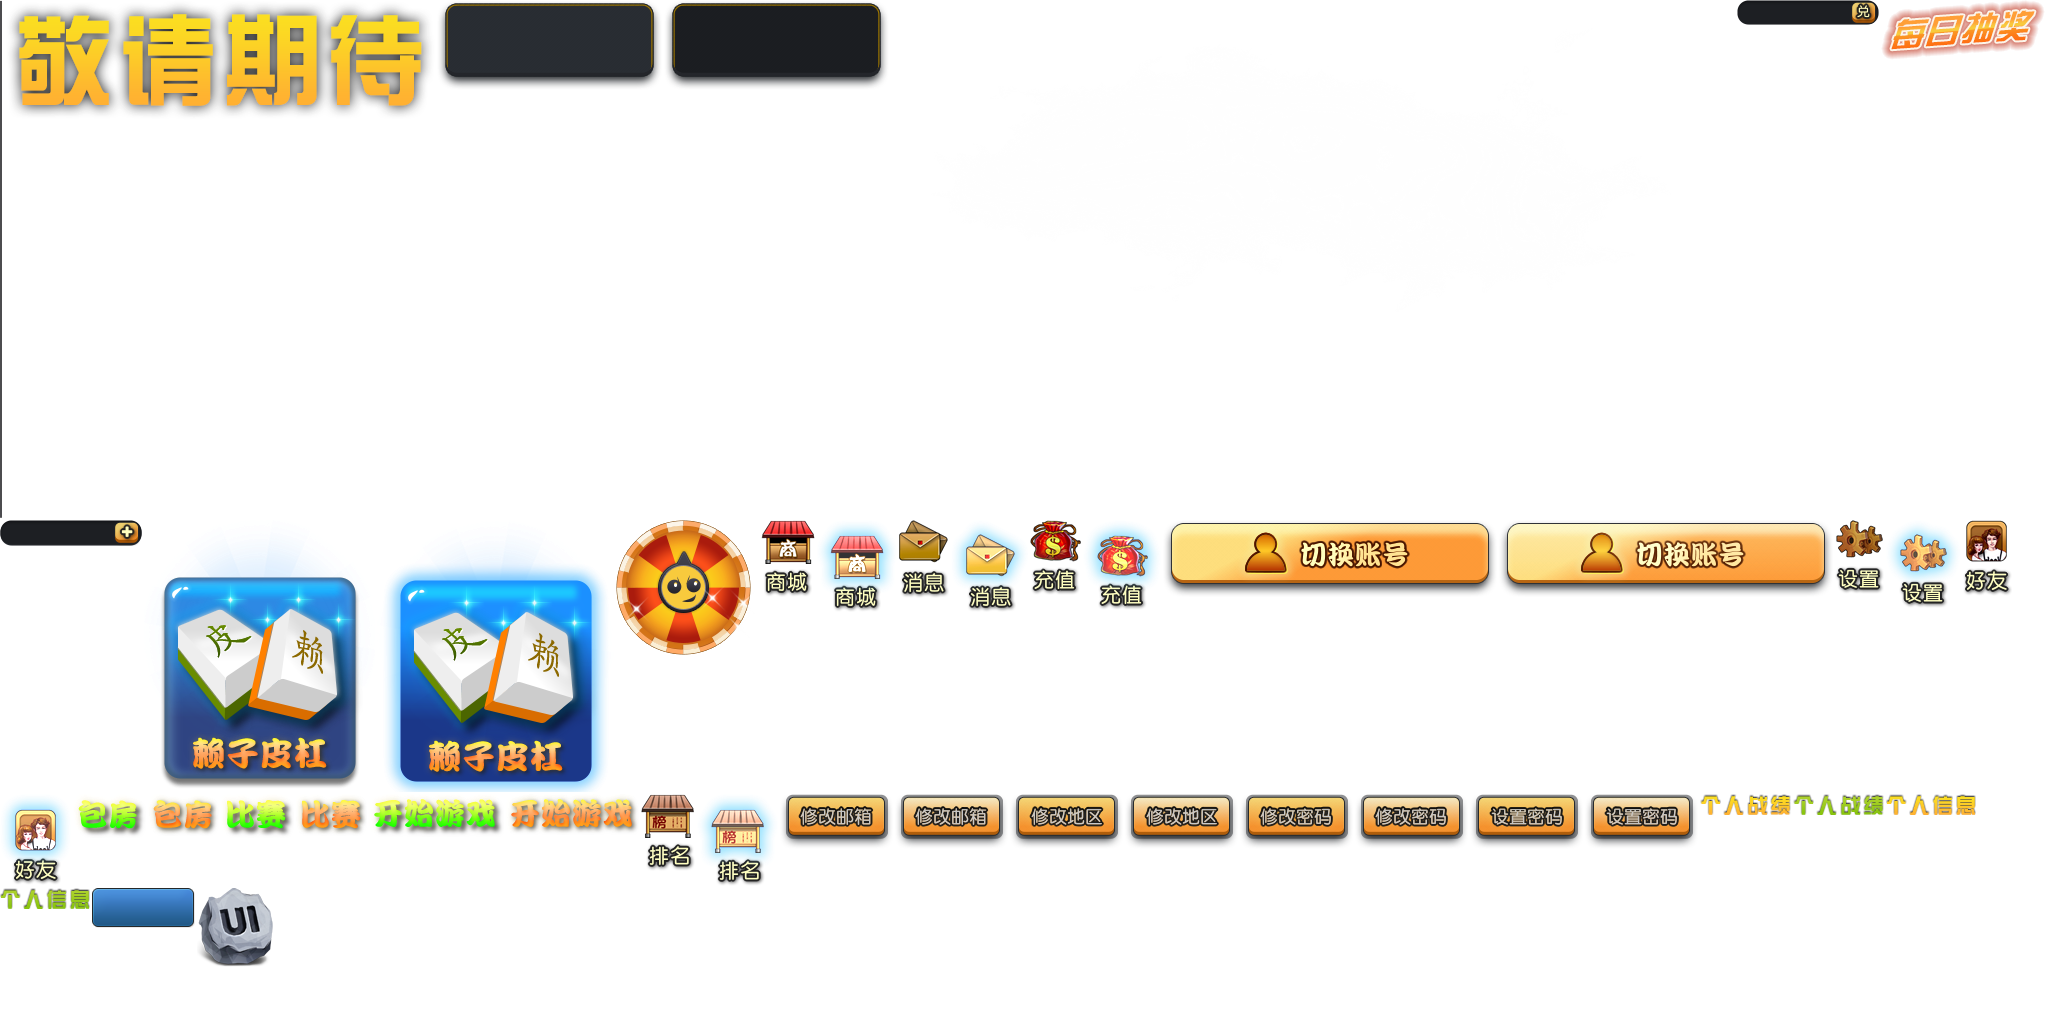 敬请期待
兑
每日抽奖
皮
赖
赖子皮杠
皮
赖
赖子皮杠
商
商城
商
商城
消息
消息
充值
充值
切换账号
切换账号
设置
设置
好友
好友
包房
包房
比赛
比赛
开始游戏
开始游戏
榜
排名
榜
排名
修改邮箱
修改邮箱
修改地区
修改地区
修改密码
修改密码
设置密码
设置密码
个人战绩
个人战绩
个人信息
个人信息
UI